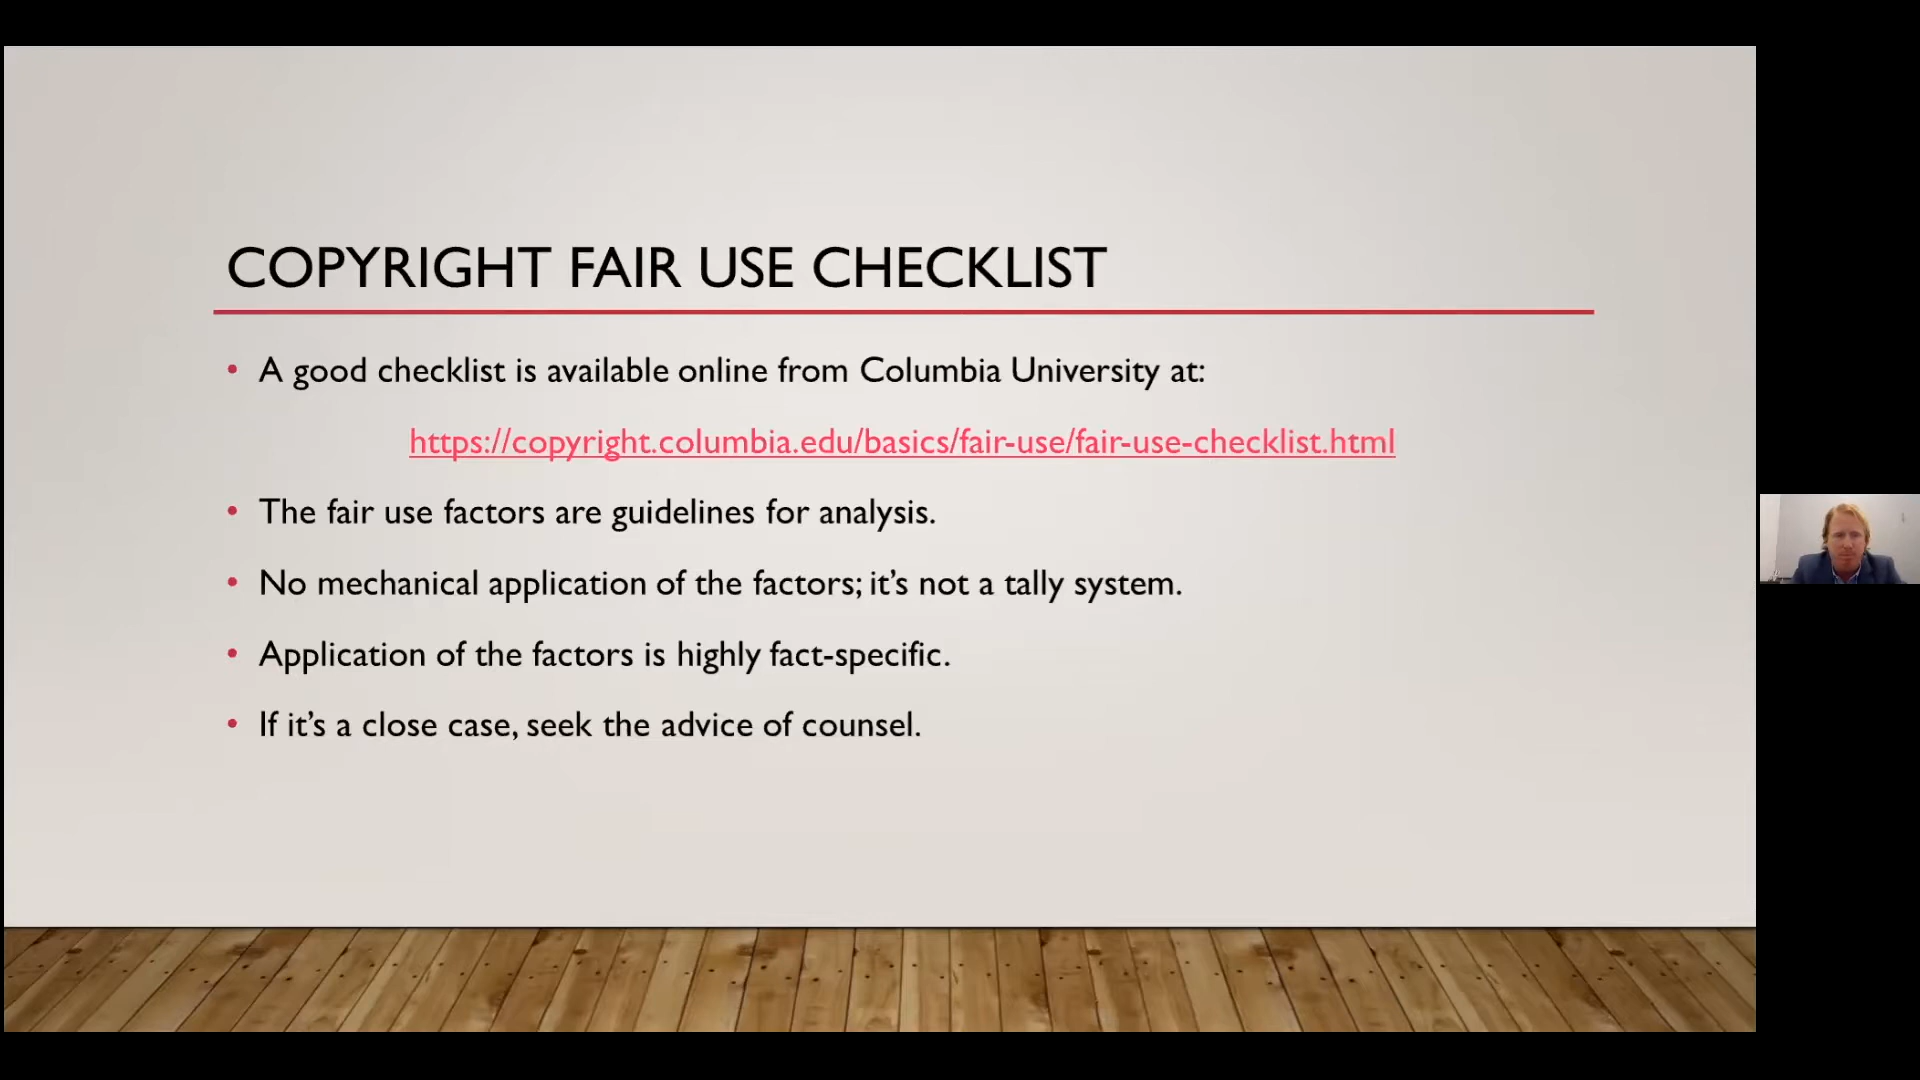 COPYRIGHT FAIR USE CHECKLIST
• A good checklist is available online from Columbia University at:
https://copyright.columbia.edu/basics/fair-use/fair-use-checklist.html
• The fair use factors are guidelines for analysis.
• No mechanical application of the factors; it’s not a tally system.
• Application of the factors is highly fact-specific.
• If it’s a close case, seek the advice of counsel.